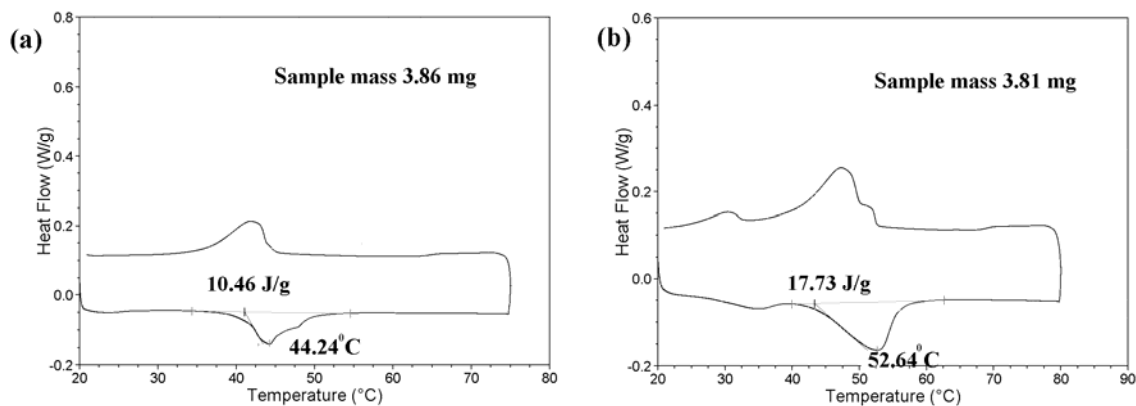 (a)
Sample mass 3.86 mg
Heat Flow (W/g)
0.8
0.6
0.4
0.2
0.0
-0.2
10.46 J/g
44.24⁰C
20 30 40 50 60 70 80
Temperature (°C)
(b)
Sample mass 3.81 mg
Heat Flow (W/g)
0.6
0.4
0.2
0.0
-0.2
17.73 J/g
52.64⁰C
20 30 40 50 60 70 80 90
Temperature (°C)